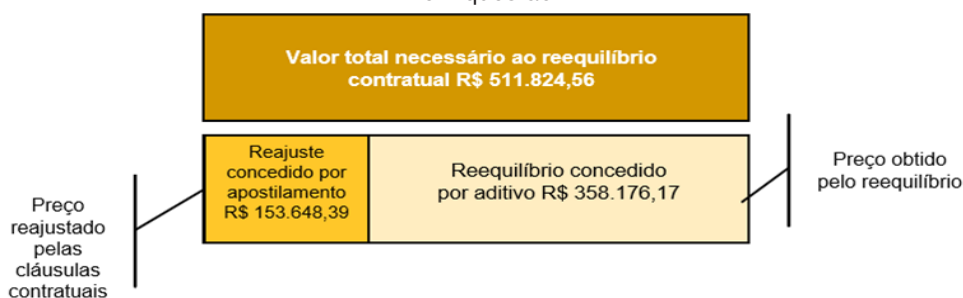 Valor total necessário ao reequilíbrio
contratual R$ 511.824,56
Reajuste
concedido por
apostilamento
R$ 153.648,39
Reequilíbrio concedido
por aditivo R$ 358.176,17
Preço obtido
pelo reequilíbrio
Preço
reajustado
pelas
cláusulas
contratuais